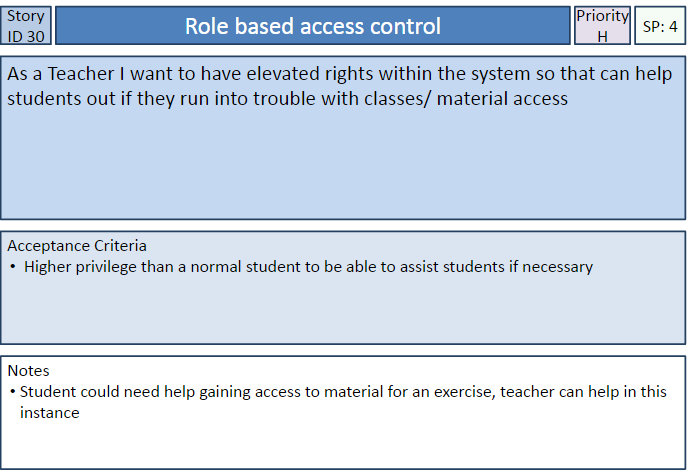 Story
ID 30
Role based access control
Priority
H
SP: 4
As a Teacher I want to have elevated rights within the system so that can help
students out if they run into trouble with classes/ material access
Acceptance Criteria
• Higher privilege than a normal student to be able to assist students if necessary
Notes
• Student could need help gaining access to material for an exercise, teacher can help in this
instance